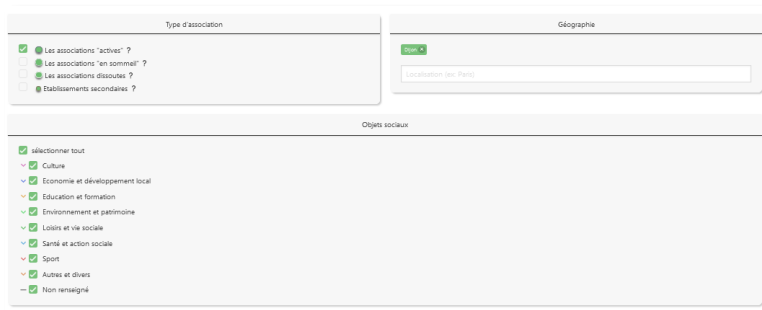 Type d'association
Les associations "actives" ?
Les associations "en sommeil" ?
Les associations dissoutes ?
Etablissements secondaires ?
Géographie
Localisation (ex: Paris)
Objets sociaux
sélectionner tout
Culture
Economie et développement local
Education et formation
Environnement et patrimoine
Loisirs et vie sociale
Santé et action sociale
Sport
Autres et divers
Non renseigné